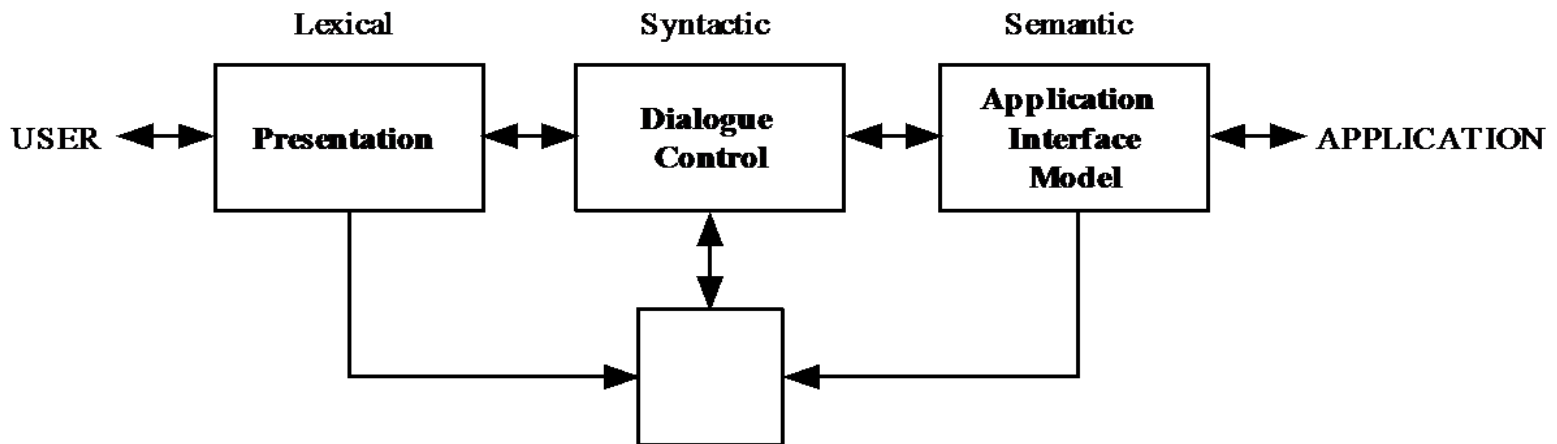 Lexical
Syntactic
Semantic
USER
Presentation
Dialogue
Control
Application
Interface
Model
APPLICATION